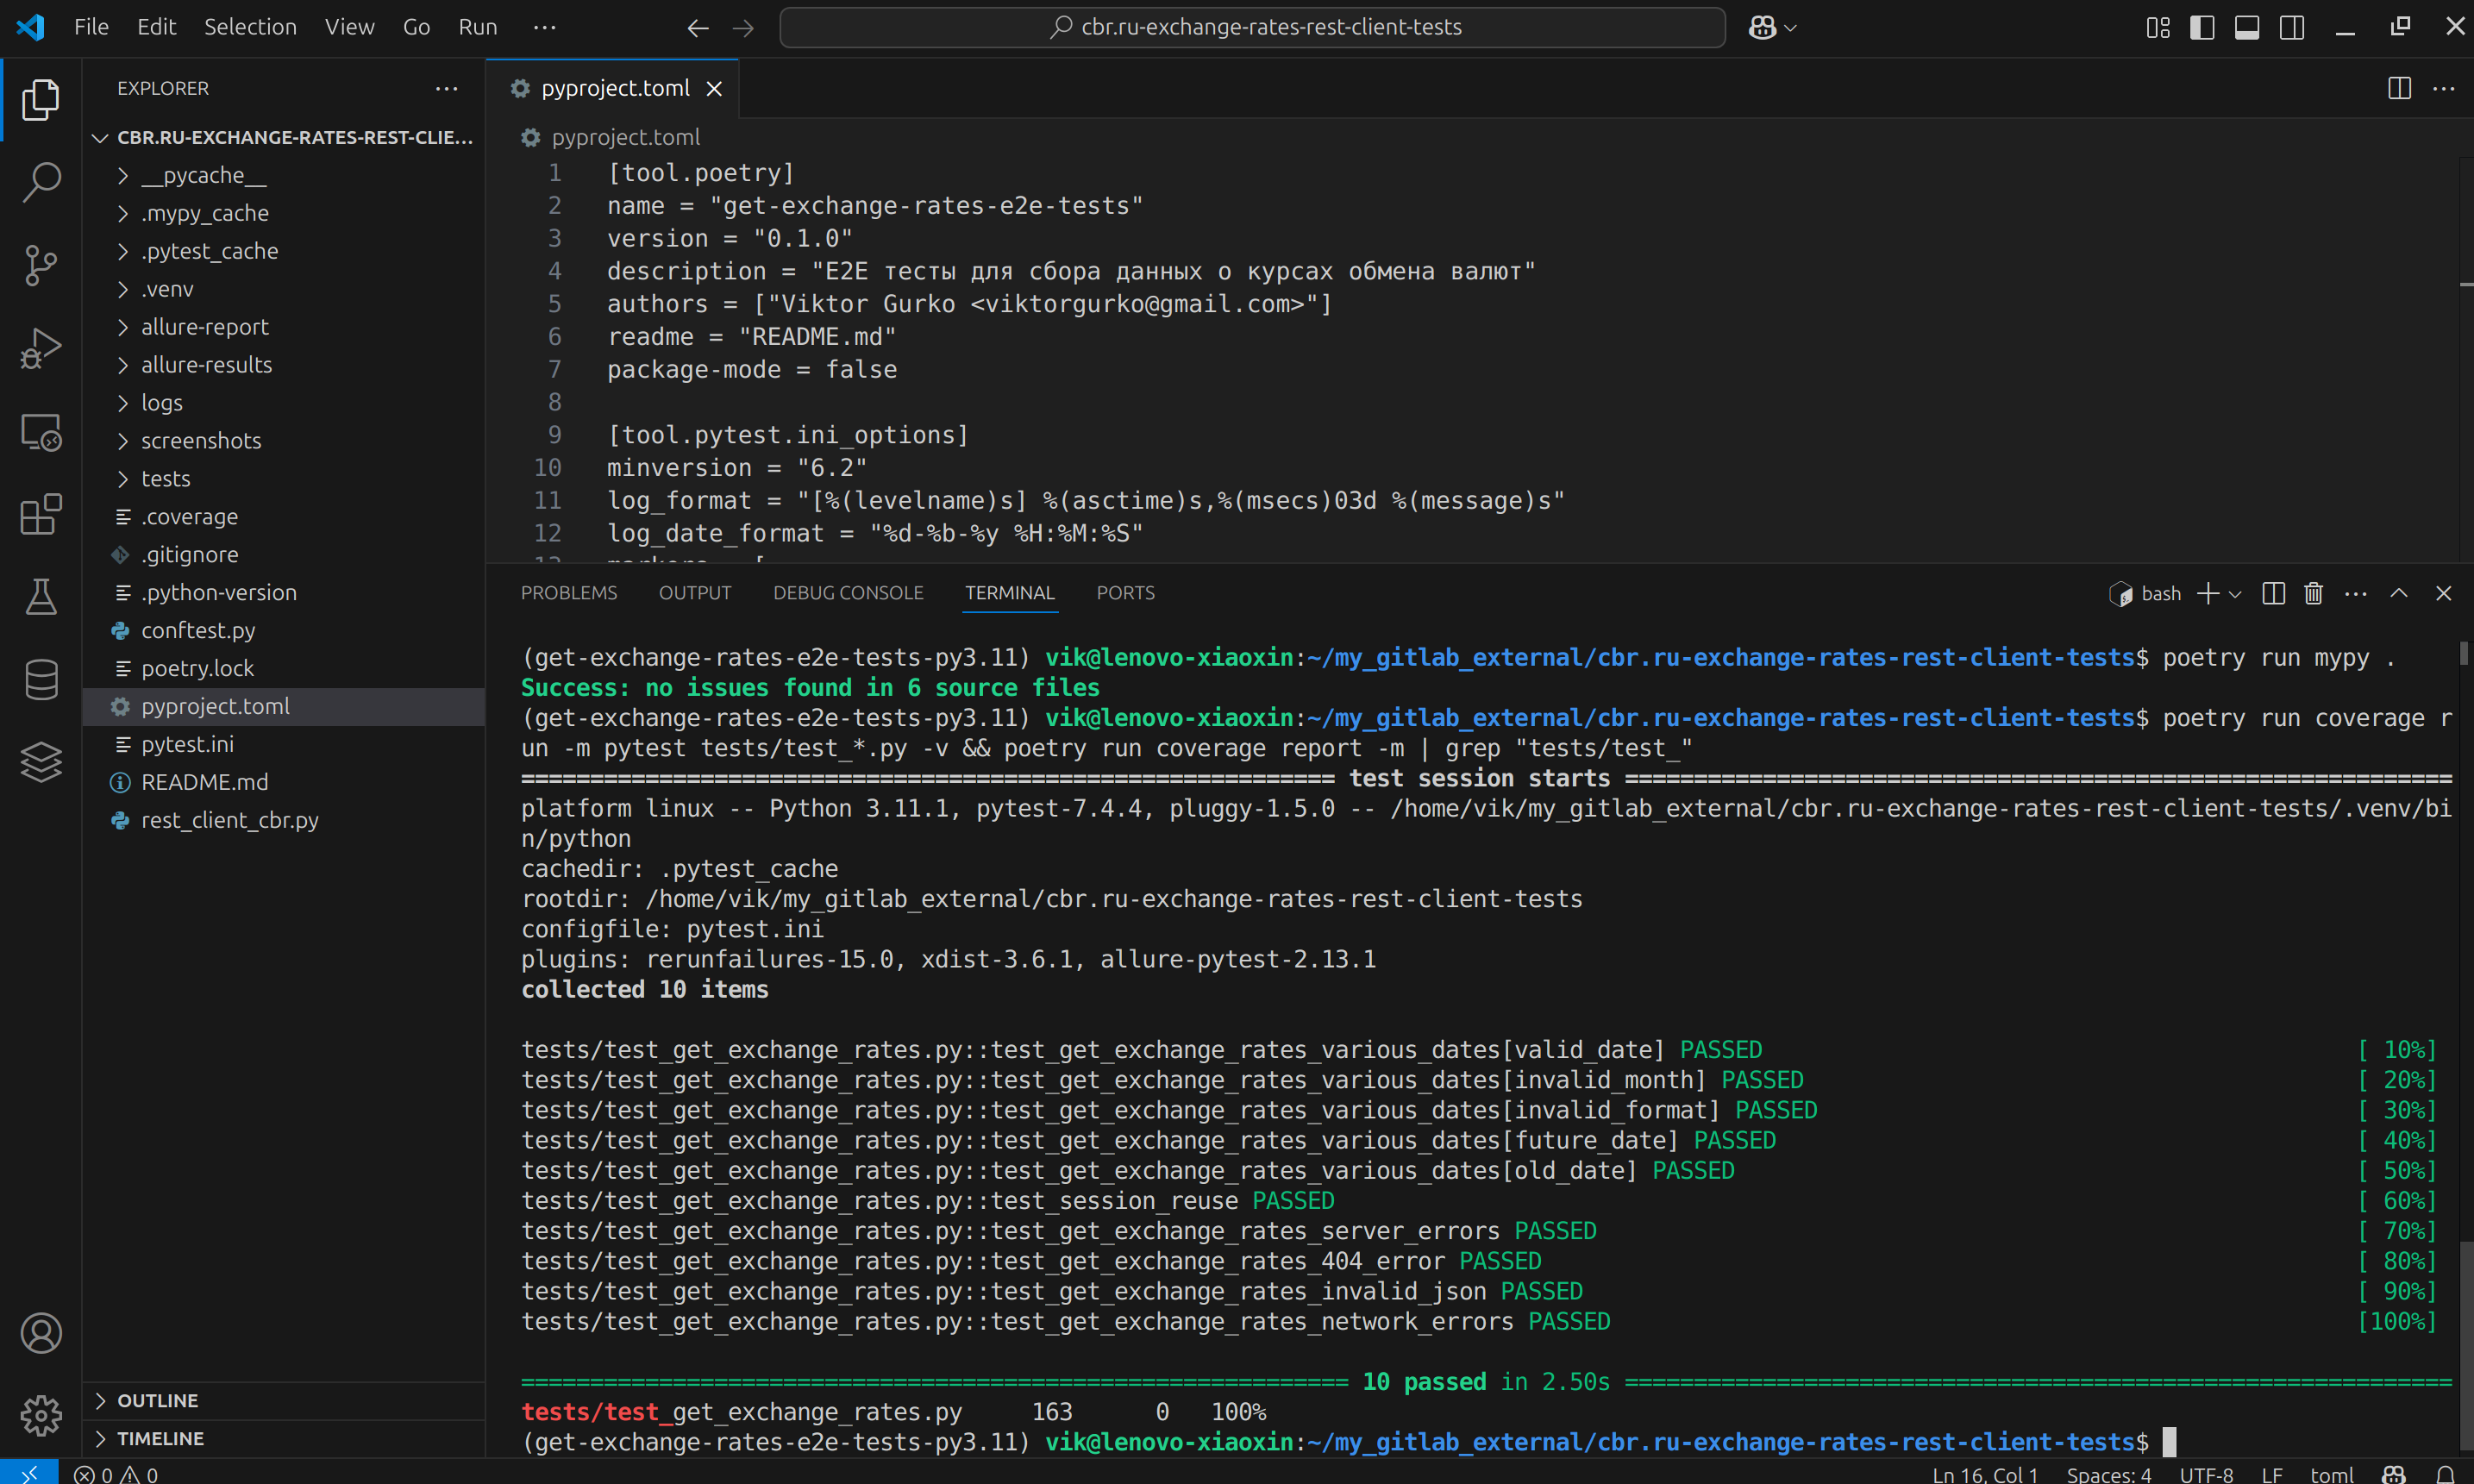 File Edit Selection View Go Run ···
cbr.ru-exchange-rates-rest-client-tests
EXPLORER
CBR.RU-EXCHANGE-RATES-REST-CLIE...
__pycache__
.mypy_cache
.pytest_cache
.venv
allure-report
allure-results
logs
screenshots
tests
.coverage
.gitignore
.python-version
conftest.py
poetry.lock
pyproject.toml
pytest.ini
README.md
rest_client_cbr.py
OUTLINE
TIMELINE
pyproject.toml
pyproject.toml
1 [tool.poetry]
2 name = "get-exchange-rates-e2e-tests"
3 version = "0.1.0"
4 description = "E2E тесты для сбора данных о курсах обмена валют"
5 authors = ["Viktor Gurko <viktorgurko@gmail.com>"]
6 readme = "README.md"
7 package-mode = false
8
9 [tool.pytest.ini_options]
10 minversion = "6.2"
11 log_format = "[%(levelname)s] %(asctime)s,%(msecs)03d %(message)s"
12 log_date_format = "%d-%b-%y %H:%M:%S"
PROBLEMS OUTPUT DEBUG CONSOLE TERMINAL PORTS
bash
(get-exchange-rates-e2e-tests-py3.11) vik@lenovo-xiaoxin:~/my_gitlab_external/cbr.ru-exchange-rates-rest-client-tests$ poetry run mypy .
Success: no issues found in 6 source files
(get-exchange-rates-e2e-tests-py3.11) vik@lenovo-xiaoxin:~/my_gitlab_external/cbr.ru-exchange-rates-rest-client-tests$ poetry run coverage r
un -m pytest tests/test_*.py -v && poetry run coverage report -m | grep "tests/test_"
=========================================================== test session starts ============================================================
platform linux -- Python 3.11.1, pytest-7.4.4, pluggy-1.5.0 -- /home/vik/my_gitlab_external/cbr.ru-exchange-rates-rest-client-tests/.venv/bi
n/python
cachedir: .pytest_cache
rootdir: /home/vik/my_gitlab_external/cbr.ru-exchange-rates-rest-client-tests
configfile: pytest.ini
plugins: rerunfailures-15.0, xdist-3.6.1, allure-pytest-2.13.1
collected 10 items
tests/test_get_exchange_rates.py::test_get_exchange_rates_various_dates[valid_date] PASSED [ 10%]
tests/test_get_exchange_rates.py::test_get_exchange_rates_various_dates[invalid_month] PASSED [ 20%]
tests/test_get_exchange_rates.py::test_get_exchange_rates_various_dates[invalid_format] PASSED [ 30%]
tests/test_get_exchange_rates.py::test_get_exchange_rates_various_dates[future_date] PASSED [ 40%]
tests/test_get_exchange_rates.py::test_get_exchange_rates_various_dates[old_date] PASSED [ 50%]
tests/test_get_exchange_rates.py::test_session_reuse PASSED [ 60%]
tests/test_get_exchange_rates.py::test_get_exchange_rates_server_errors PASSED [ 70%]
tests/test_get_exchange_rates.py::test_get_exchange_rates_404_error PASSED [ 80%]
tests/test_get_exchange_rates.py::test_get_exchange_rates_invalid_json PASSED [ 90%]
tests/test_get_exchange_rates.py::test_get_exchange_rates_network_errors PASSED [100%]
============================================================ 10 passed in 2.50s ============================================================
tests/test_get_exchange_rates.py 163 0 100%
(get-exchange-rates-e2e-tests-py3.11) vik@lenovo-xiaoxin:~/my_gitlab_external/cbr.ru-exchange-rates-rest-client-tests$
0 0 Ln 16, Col 1 Spaces: 4 UTF-8 LF toml